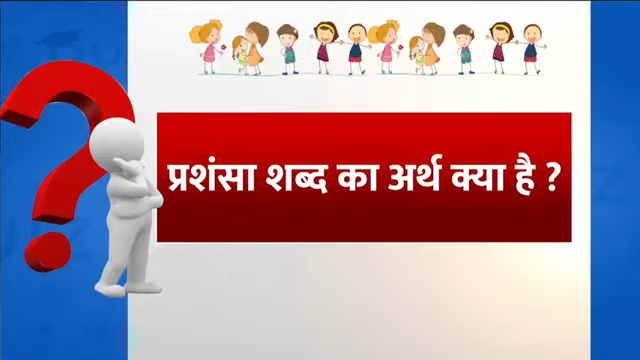 प्रशंसा शब्द का अर्थ क्या है ?